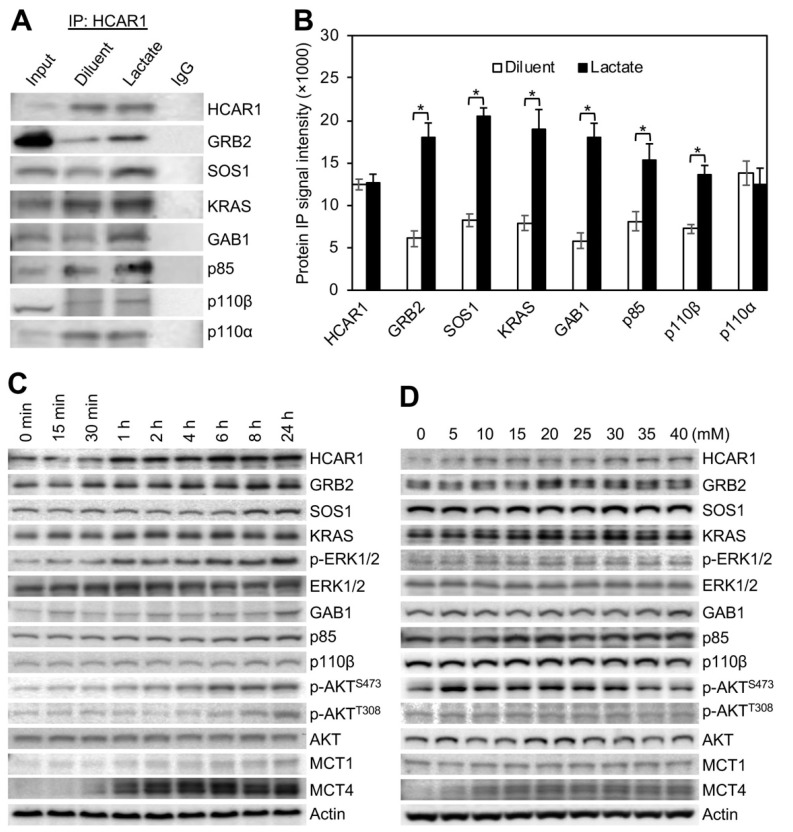 A
IP: HCAR1
Input
Diluent
Lactate
IgG
HCAR1
GRB2
SOS1
KRAS
GAB1
p85
p110β
p110α
B
Protein IP signal intensity (×1000)
30
25
20
15
10
5
0
Diluent
Lactate
*
*
*
*
*
*
HCAR1
GRB2
SOS1
KRAS
GAB1
p85
p110β
p110α
C
0 min
15 min
30 min
1 h
2 h
4 h
6 h
8 h
24 h
HCAR1
GRB2
SOS1
KRAS
p-ERK1/2
ERK1/2
GAB1
p85
p110β
p-AKTS473
p-AKTT308
AKT
MCT1
MCT4
Actin
D
0 5 10 15 20 25 30 35 40 (mM)
HCAR1
GRB2
SOS1
KRAS
p-ERK1/2
ERK1/2
GAB1
p85
p110β
p-AKTS473
p-AKTT308
AKT
MCT1
MCT4
Actin